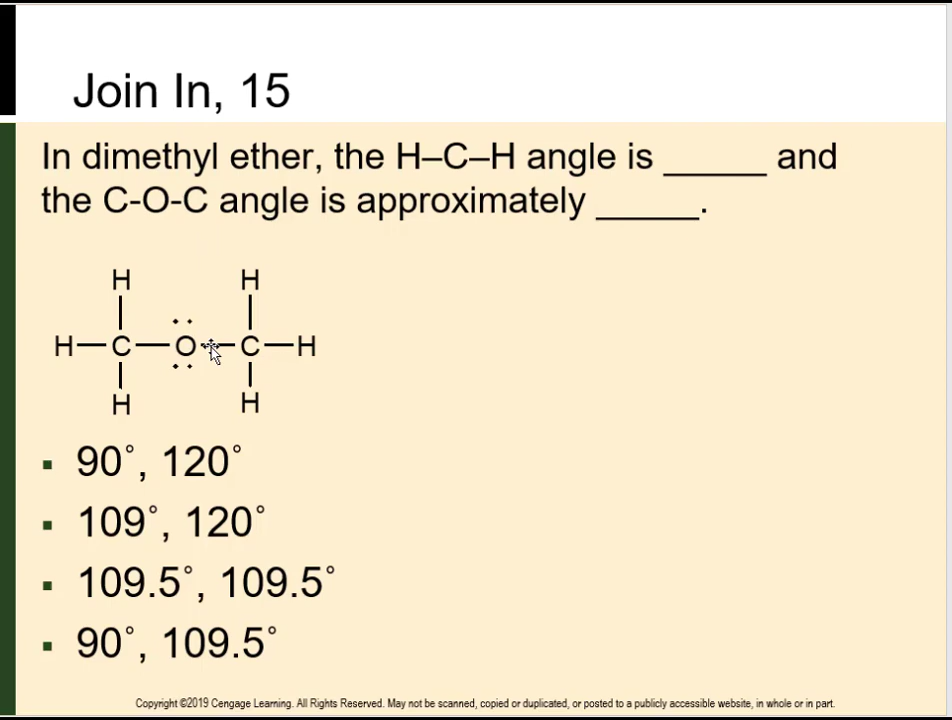 Join In, 15
In dimethyl ether, the H–C–H angle is _____ and
the C-O-C angle is approximately _____.
H H
H C O C H
H H
90˚, 120˚
109˚, 120˚
109.5˚, 109.5˚
90˚, 109.5˚
Copyright ©2019 Cengage Learning. All Rights Reserved. May not be scanned, copied or duplicated, or posted to a publicly accessible website, in whole or in part.